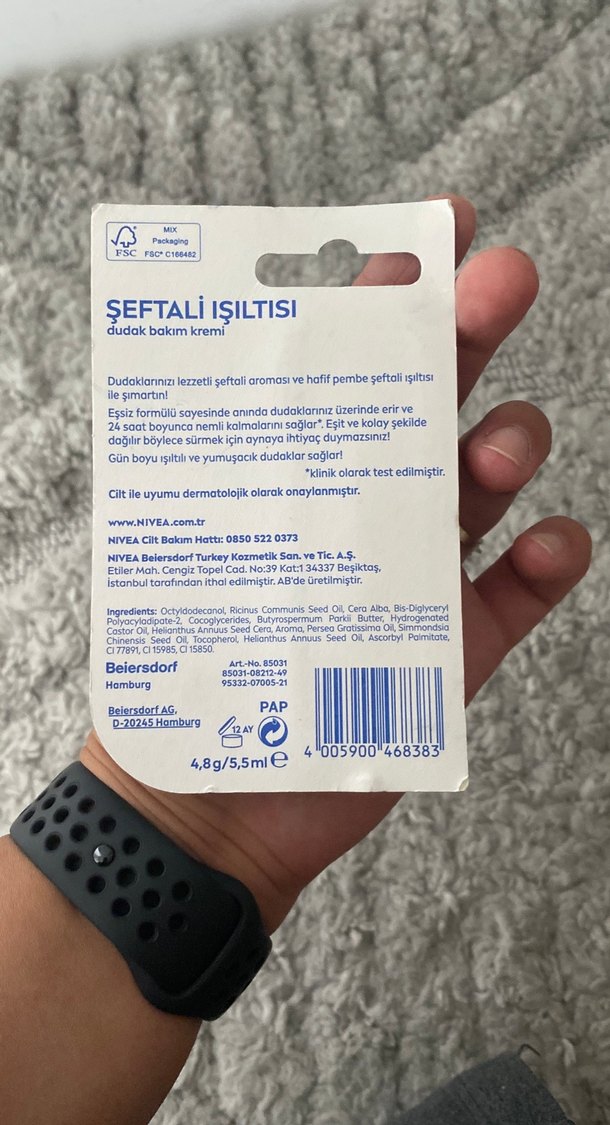 MIX
Packaging
FSC
FSC® C166462
ŞEFTALİ IŞILTISI
dudak bakım kremi
Dudaklarınızı lezzetli şeftali aroması ve hafif pembe şeftali ışıltısı
ile şımartın!
Eşsiz formülü sayesinde anında dudaklarınız üzerinde erir ve
24 saat boyunca nemli kalmalarını sağlar*. Eşit ve kolay şekilde
dağılır böylece sürmek için aynaya ihtiyaç duymazsınız!
Gün boyu ışıltılı ve yumuşacık dudaklar sağlar!
*klinik olarak test edilmiştir.
Cilt ile uyumu dermatolojik olarak onaylanmıştır.
www.NIVEA.com.tr
NIVEA Cilt Bakım Hattı: 0850 522 0373
NIVEA Beiersdorf Turkey Kozmetik San. ve Tic. A.Ş.
Etiler Mah. Cengiz Topel Cad. No:39 Kat:1 34337 Beşiktaş,
İstanbul tarafından ithal edilmiştir. AB'de üretilmiştir.
Ingredients: Octyldodecanol, Ricinus Communis Seed Oil, Cera Alba, Bis-Diglyceryl
Polyacyladipate-2, Cocoglycerides, Butyrospermum Parkii Butter, Hydrogenated
Castor Oil, Helianthus Annuus Seed Cera, Aroma, Persea Gratissima Oil, Simmondsia
Chinensis Seed Oil, Tocopherol, Helianthus Annuus Seed Oil, Ascorbyl Palmitate,
CI 77891, CI 15985, CI 15850.
Beiersdorf
Hamburg
Art.-No. 85031
85031-08212-49
95332-07005-21
Beiersdorf AG,
D-20245 Hamburg
12 AY
PAP
4,8g/5,5ml e
4 005900 468383